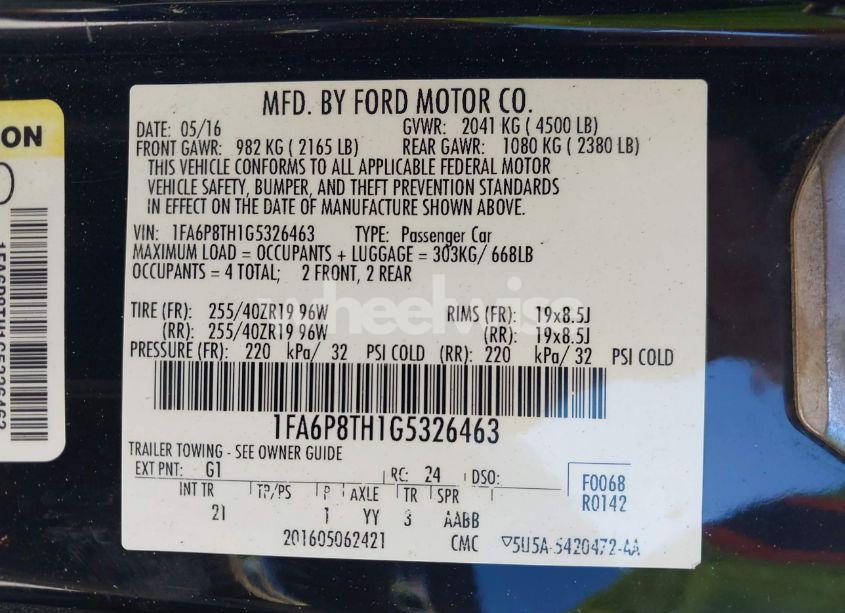 MFD. BY FORD MOTOR CO.
DATE: 05/16 GVWR: 2041 KG ( 4500 LB)
FRONT GAWR: 982 KG ( 2165 LB) REAR GAWR: 1080 KG ( 2380 LB)
THIS VEHICLE CONFORMS TO ALL APPLICABLE FEDERAL MOTOR
VEHICLE SAFETY, BUMPER, AND THEFT PREVENTION STANDARDS
IN EFFECT ON THE DATE OF MANUFACTURE SHOWN ABOVE.
VIN: 1FA6P8TH1G5326463 TYPE: Passenger Car
MAXIMUM LOAD = OCCUPANTS + LUGGAGE = 303KG/ 668LB
OCCUPANTS = 4 TOTAL; 2 FRONT, 2 REAR
wheelwise
TIRE (FR): 255/40ZR19 96W RIMS (FR): 19x8.5J
(RR): 255/40ZR19 96W (RR): 19x8.5J
PRESSURE (FR): 220 kPa/ 32 PSI COLD (RR): 220 kPa/ 32 PSI COLD
1FA6P8TH1G5326463
TRAILER TOWING - SEE OWNER GUIDE
EXT PNT: G1 RC: 24 DSO:
F0068
R0142
INT TR TP/PS P AXLE TR SPR
21 1 YY 3 AABB
201605062421 CMC ▽5U5A-5420472-AA
ION
1FA6P8TH1G5326463